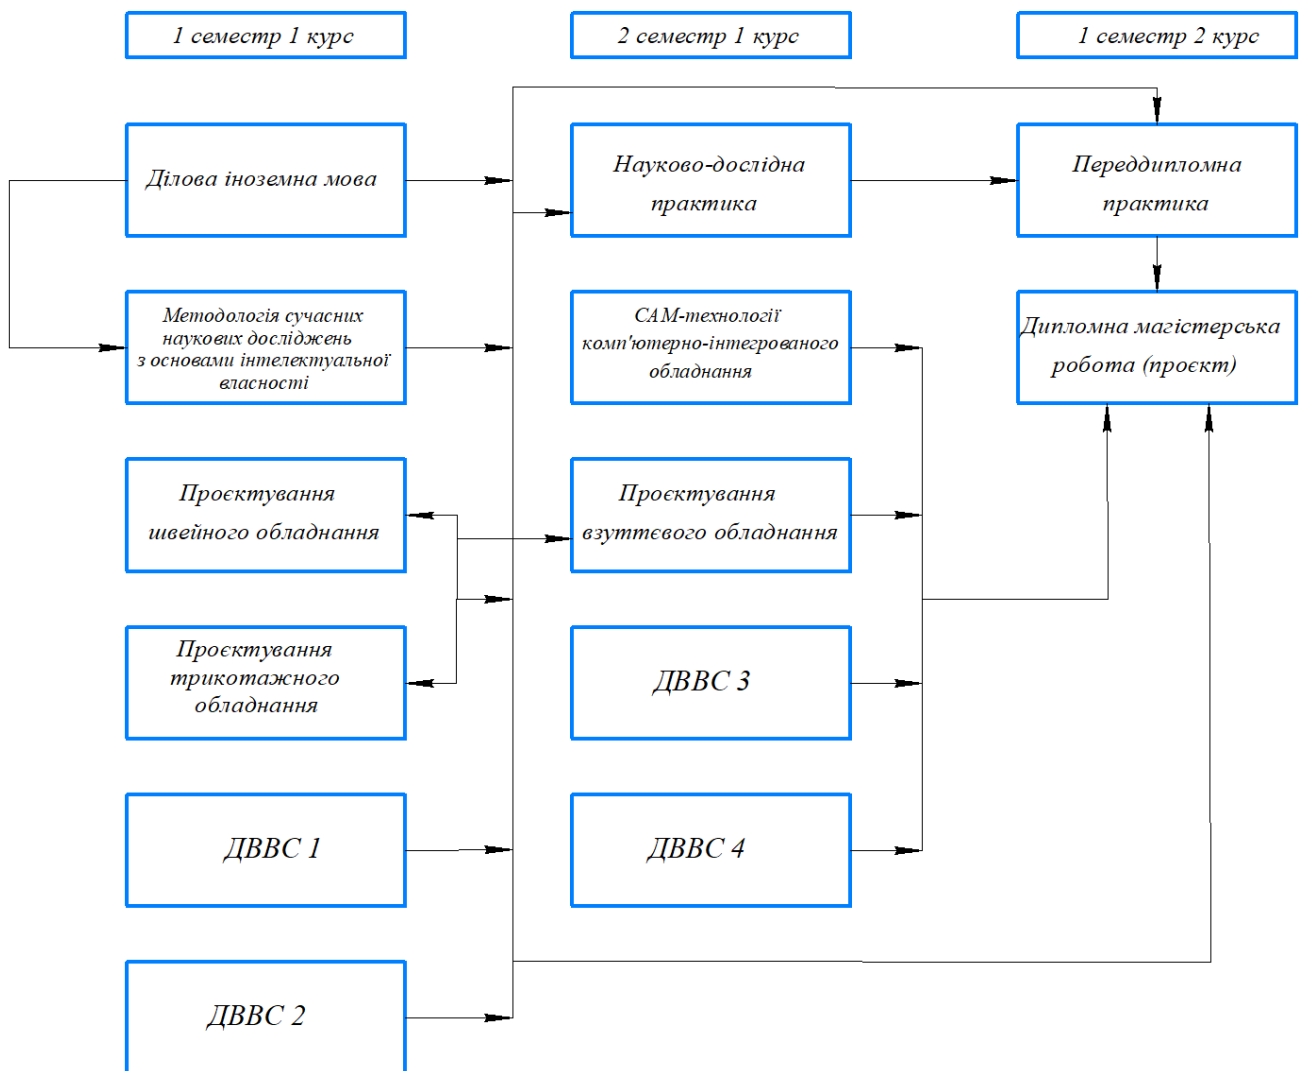 1 семестр 1 курс
2 семестр 1 курс
1 семестр 2 курс
Ділова іноземна мова
Науково-дослідна
практика
Переддипломна
практика
Методологія сучасних
наукових досліджень
з основами інтелектуальної
власності
САМ-технології
комп'ютерно-інтегрованого
обладнання
Дипломна магістерська
робота (проєкт)
Проєктування
швейного обладнання
Проєктування
взуттєвого обладнання
Проєктування
трикотажного
обладнання
ДВВС 3
ДВВС 1
ДВВС 4
ДВВС 2